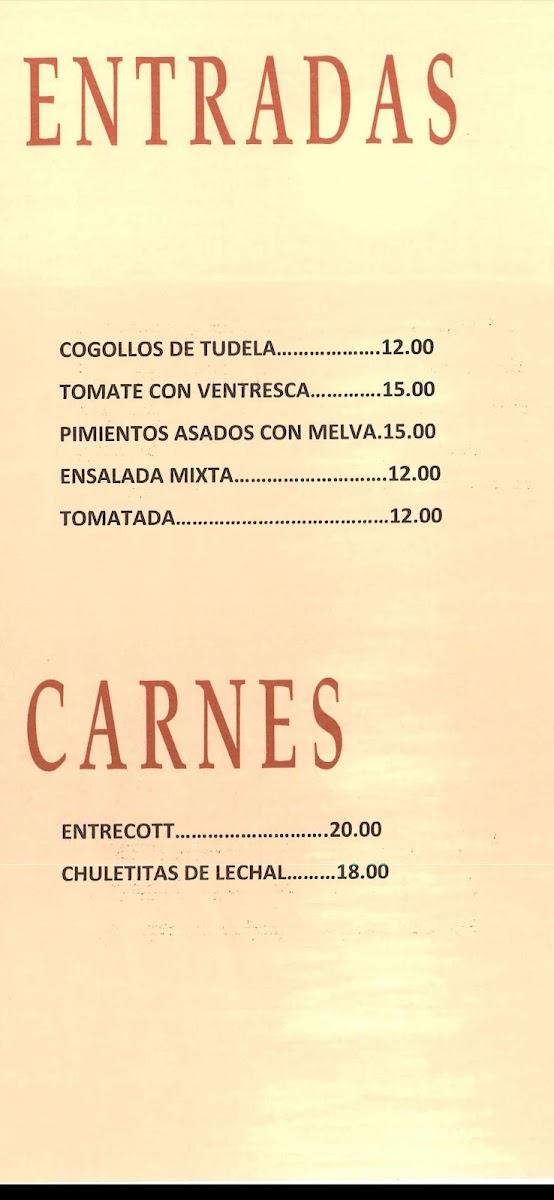 ENTRADAS
COGOLLOS DE TUDELA...................12.00
TOMATE CON VENTRESCA.............15.00
PIMIENTOS ASADOS CON MELVA.15.00
ENSALADA MIXTA............................12.00
TOMATADA.......................................12.00
CARNES
ENTRECOTT............................20.00
CHULETITAS DE LECHAL.........18.00